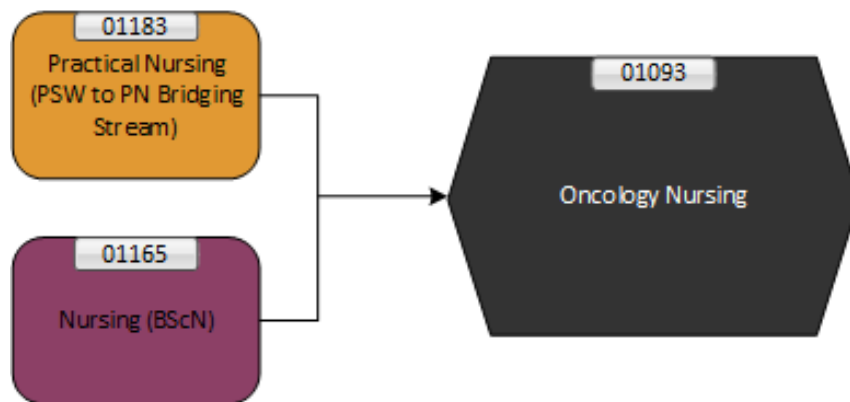 01183
Practical Nursing
(PSW to PN Bridging
Stream)
01093
Oncology Nursing
01165
Nursing (BScN)